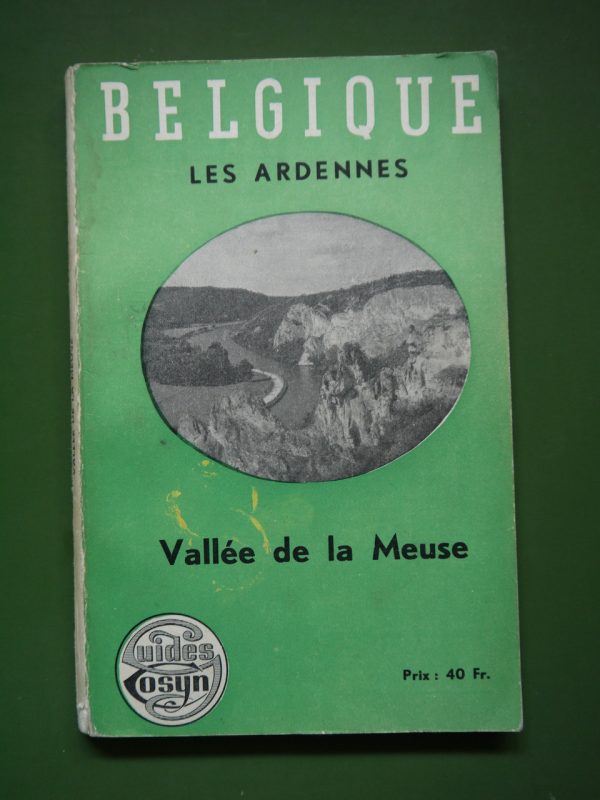 BELGIQUE
LES ARDENNES
Vallée de la Meuse
Guides
Cosyn
Prix : 40 Fr.